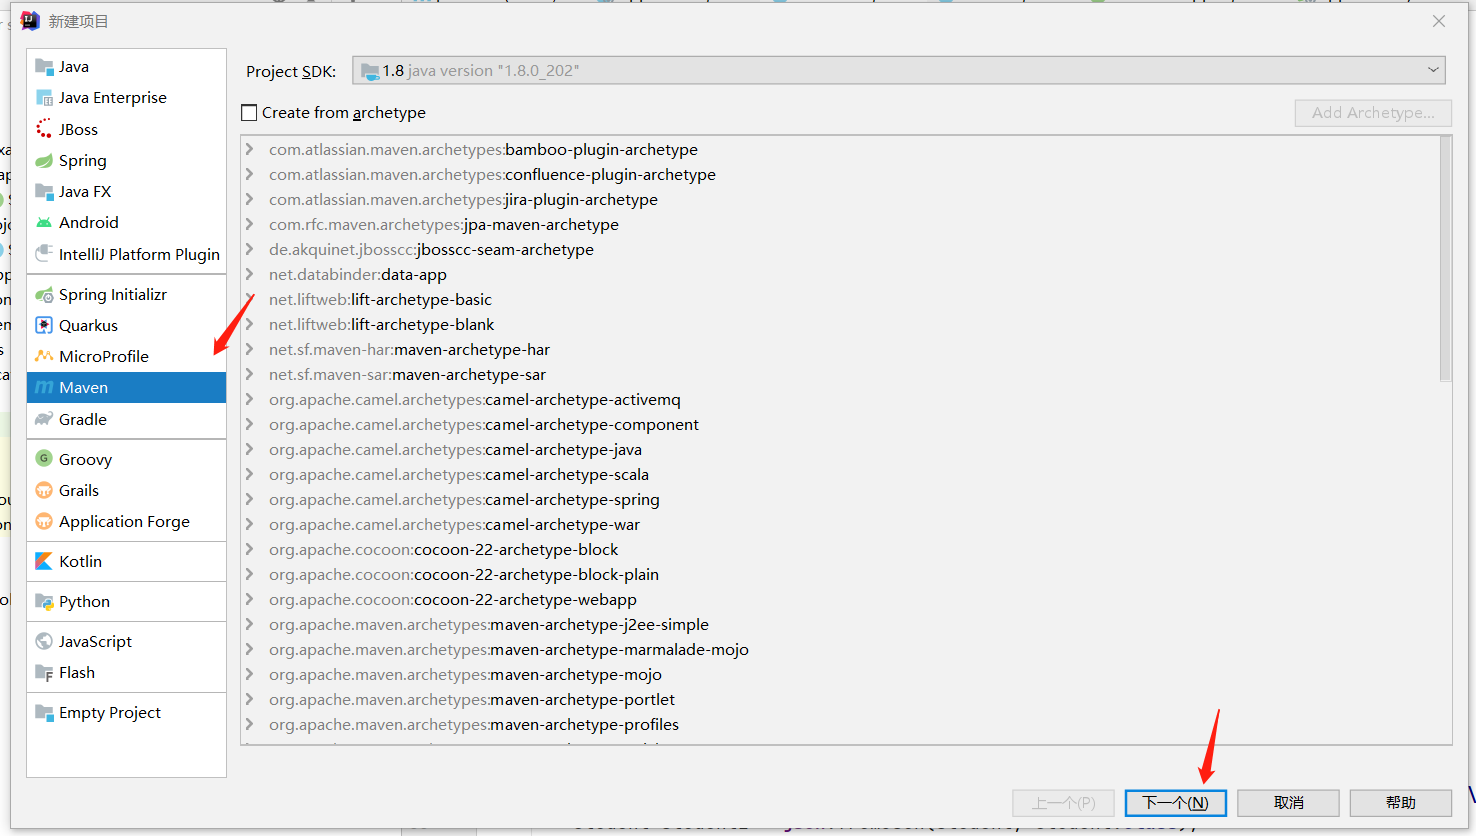 新建项目
Java
Java Enterprise
JBoss
Spring
Java FX
Android
IntelliJ Platform Plugin
Spring Initializr
Quarkus
MicroProfile
Maven
Gradle
Groovy
Grails
Application Forge
Kotlin
Python
JavaScript
Flash
Empty Project
Project SDK: 1.8 java version "1.8.0_202"
Create from archetype
Add Archetype...
com.atlassian.maven.archetypes:bamboo-plugin-archetype
com.atlassian.maven.archetypes:confluence-plugin-archetype
com.atlassian.maven.archetypes:jira-plugin-archetype
com.rfc.maven.archetypes:jpa-maven-archetype
de.akquinet.jbosscc:jbosscc-seam-archetype
net.databinder:data-app
net.liftweb:lift-archetype-basic
net.liftweb:lift-archetype-blank
net.sf.maven-har:maven-archetype-har
net.sf.maven-sar:maven-archetype-sar
org.apache.camel.archetypes:camel-archetype-activemq
org.apache.camel.archetypes:camel-archetype-component
org.apache.camel.archetypes:camel-archetype-java
org.apache.camel.archetypes:camel-archetype-scala
org.apache.camel.archetypes:camel-archetype-spring
org.apache.camel.archetypes:camel-archetype-war
org.apache.cocoon:cocoon-22-archetype-block
org.apache.cocoon:cocoon-22-archetype-block-plain
org.apache.cocoon:cocoon-22-archetype-webapp
org.apache.maven.archetypes:maven-archetype-j2ee-simple
org.apache.maven.archetypes:maven-archetype-marmalade-mojo
org.apache.maven.archetypes:maven-archetype-mojo
org.apache.maven.archetypes:maven-archetype-portlet
org.apache.maven.archetypes:maven-archetype-profiles
上一个(P)
下一个(N)
取消
帮助